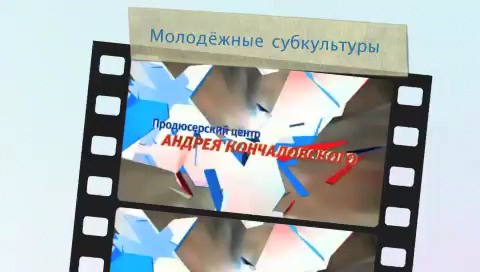 Молодёжные субкультуры
Продюсерский центр
АНДРЕЯ КОНЧАЛОВСКОГО